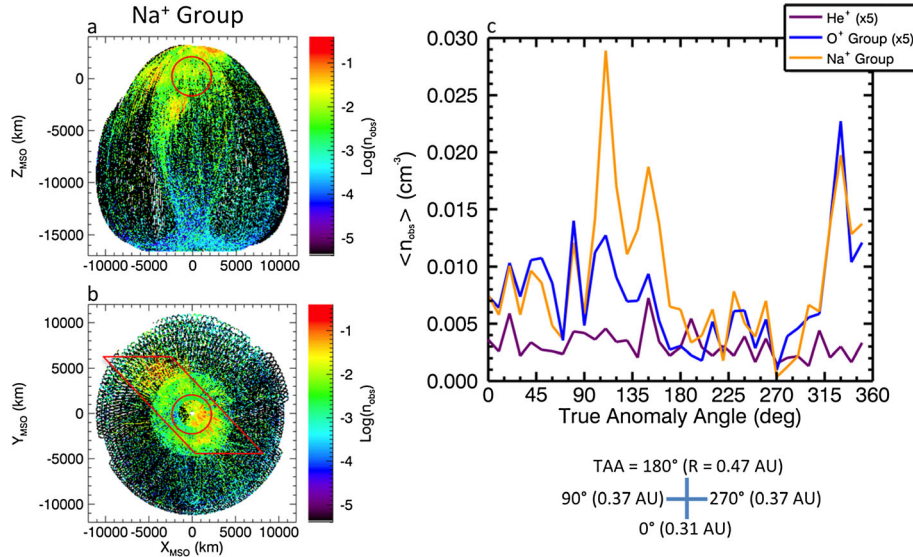 Na⁺ Group
a
Z_MSO (km)
0
-5000
-10000
-15000
-10000 -5000 0 5000 10000
-1
-2
-3
-4
-5
Log(n_obs)
b
Y_MSO (km)
10000
5000
0
-5000
-10000
-10000 -5000 0 5000 10000
X_MSO (km)
-1
-2
-3
-4
-5
Log(n_obs)
c
He⁺ (x5)
O⁺ Group (x5)
Na⁺ Group
<n_obs> (cm⁻³)
0.030
0.025
0.020
0.015
0.010
0.005
0.000
0 45 90 135 180 225 270 315 360
True Anomaly Angle (deg)
TAA = 180° (R = 0.47 AU)
90° (0.37 AU) 270° (0.37 AU)
0° (0.31 AU)